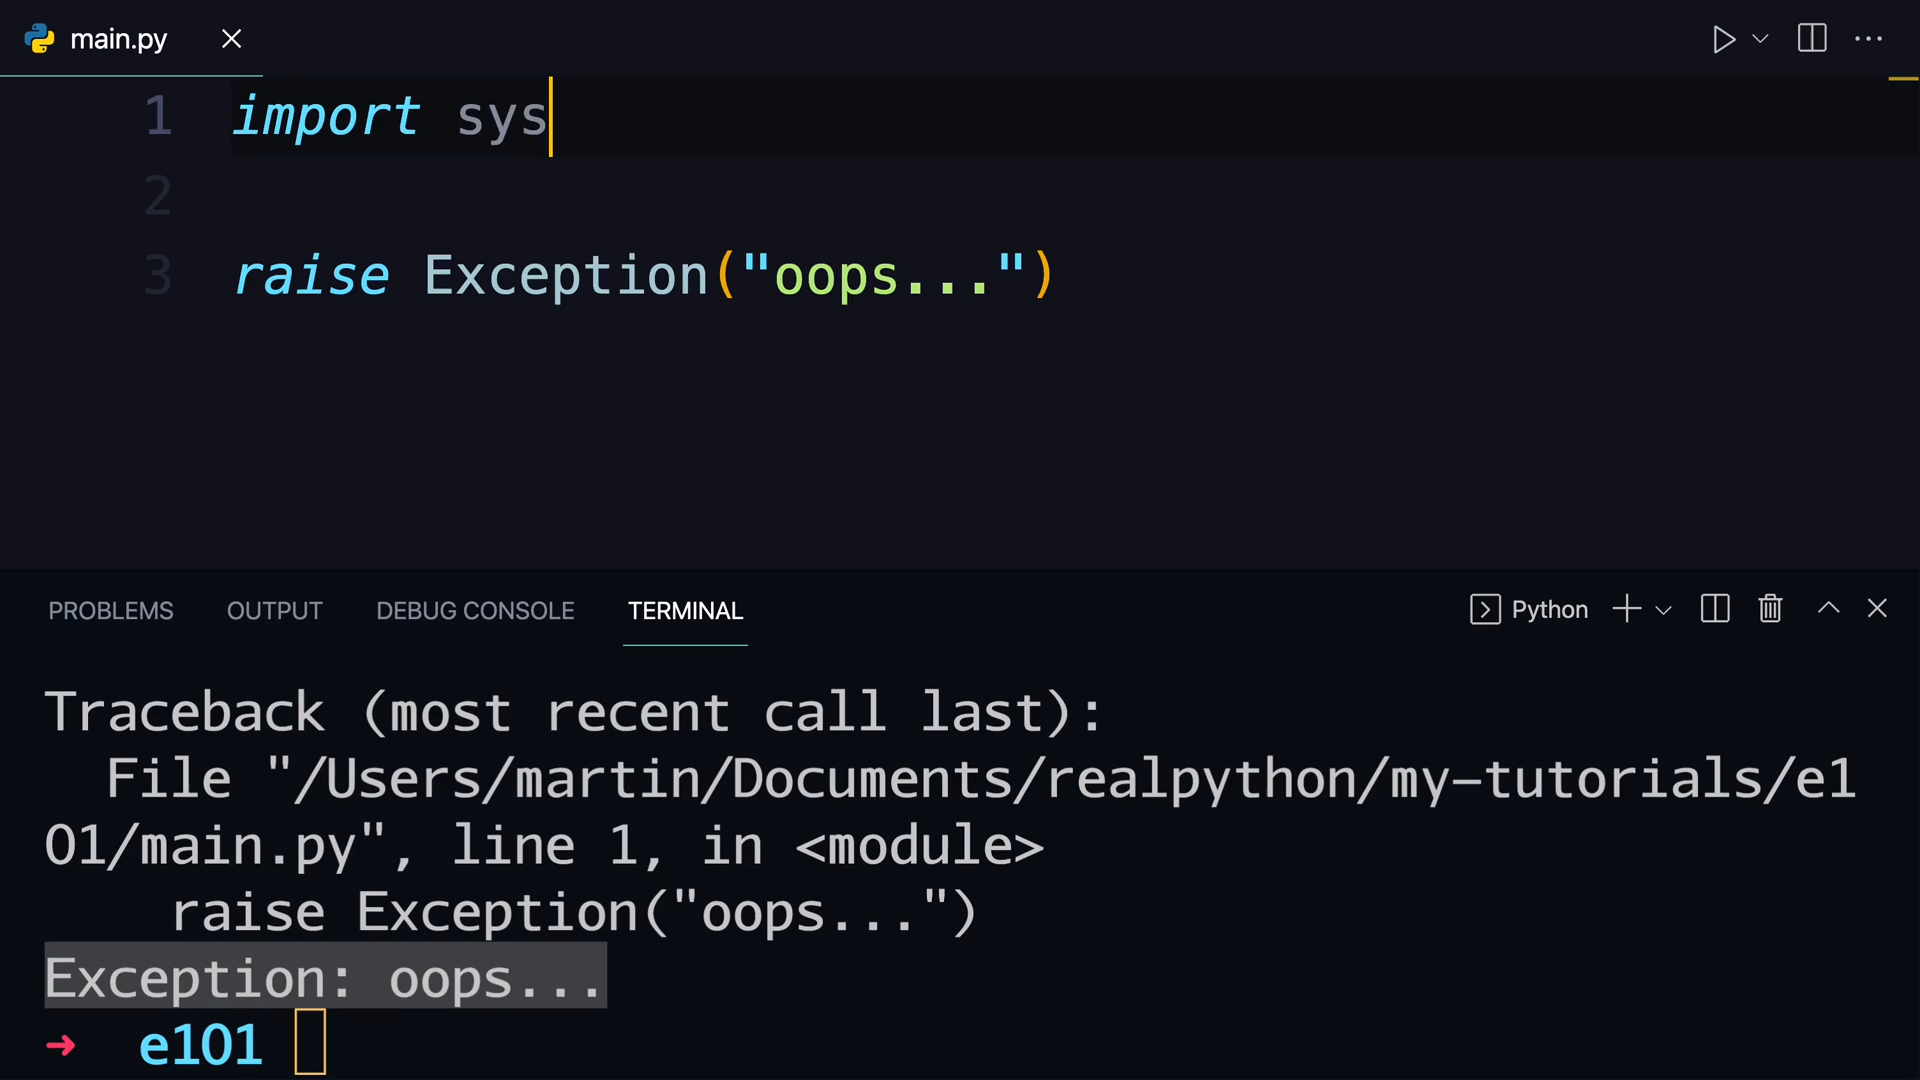 main.py
1 import sys
2
3 raise Exception("oops...")
PROBLEMS OUTPUT DEBUG CONSOLE TERMINAL Python
Traceback (most recent call last):
  File "/Users/martin/Documents/realpython/my-tutorials/e1
01/main.py", line 1, in <module>
    raise Exception("oops...")
Exception: oops...
➜ e101